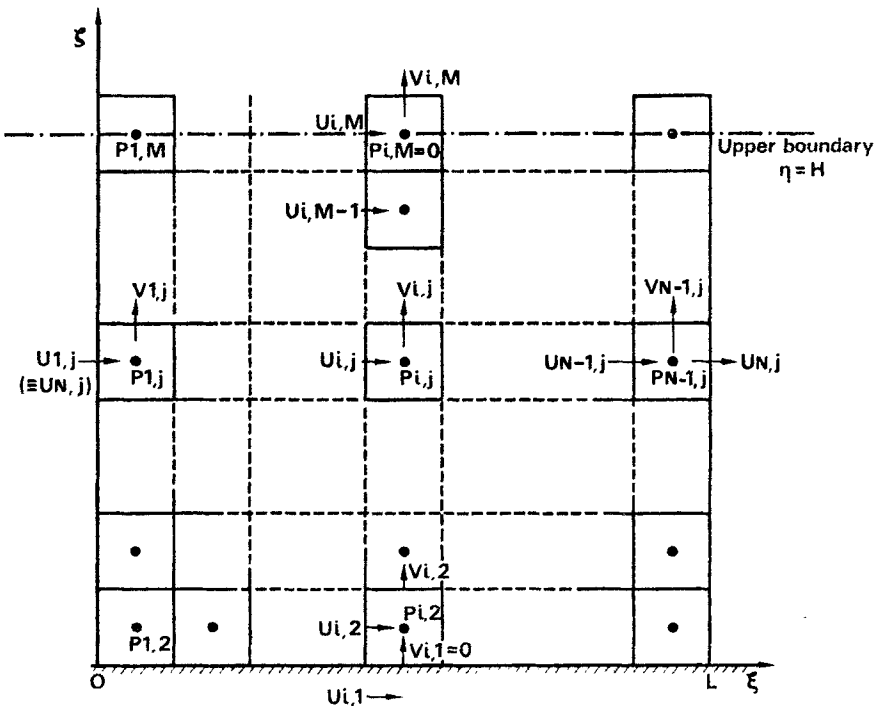 ζ
Vi,M
Ui,M
P1,M
Pi,M=0
Upper boundary
η=H
Ui,M-1
V1,j
Vi,j
VN-1,j
U1,j
(≡UN,j)
P1,j
Ui,j
Pi,j
UN-1,j
PN-1,j
UN,j
Vi,2
Pi,2
P1,2
Ui,2
Vi,1=0
O
L
ξ
Ui,1